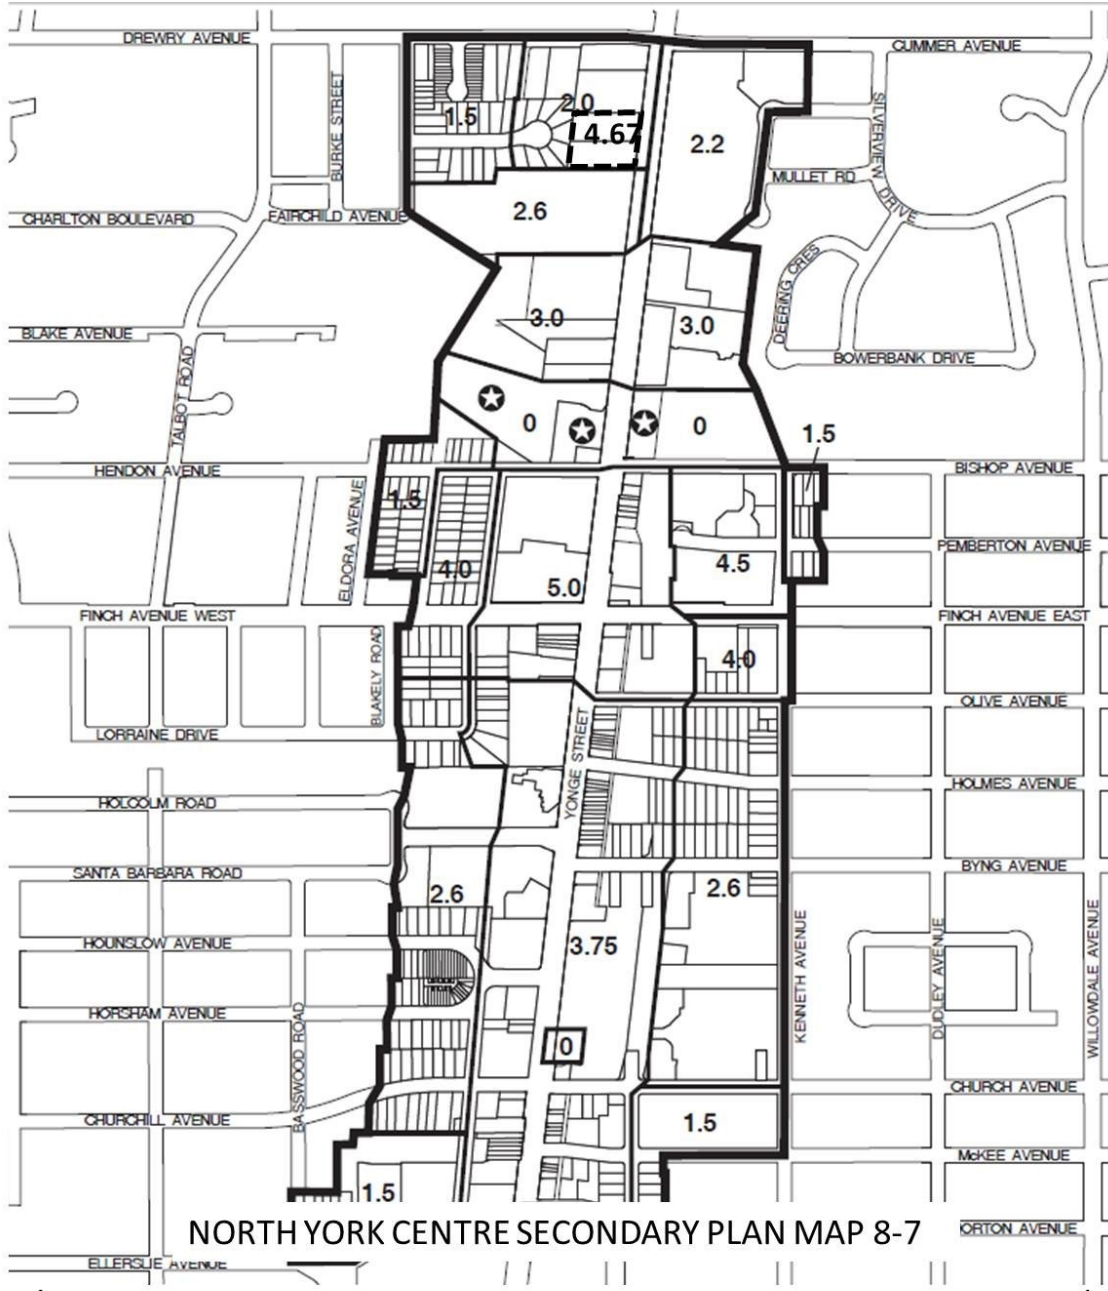 DREWRY AVENUE
CUMMER AVENUE
BURKE STREET
SILVERVIEW DRIVE
2.0
1.5
4.67
2.2
MULLET RD
CHARLTON BOULEVARD
FAIRCHILD AVENUE
2.6
DEERING CRES
3.0
3.0
BLAKE AVENUE
BOWERBANK DRIVE
TALBOT ROAD
0
0
1.5
HENDON AVENUE
BISHOP AVENUE
ELDORA AVENUE
1.5
PEMBERTON AVENUE
4.0
4.5
5.0
FINCH AVENUE WEST
FINCH AVENUE EAST
BLAKELY ROAD
4.0
OLIVE AVENUE
LORRAINE DRIVE
YONGE STREET
HOLMES AVENUE
HOLCOLM ROAD
SANTA BARBARA ROAD
BYNG AVENUE
2.6
2.6
HOUNSLOW AVENUE
3.75
KENNETH AVENUE
DUDLEY AVENUE
WILLOWDALE AVENUE
HORSHAM AVENUE
BASSWOOD ROAD
0
CHURCH AVENUE
CHURCHILL AVENUE
1.5
McKEE AVENUE
1.5
NORTH YORK CENTRE SECONDARY PLAN MAP 8-7
ORTON AVENUE
ELLERSLIE AVENUE